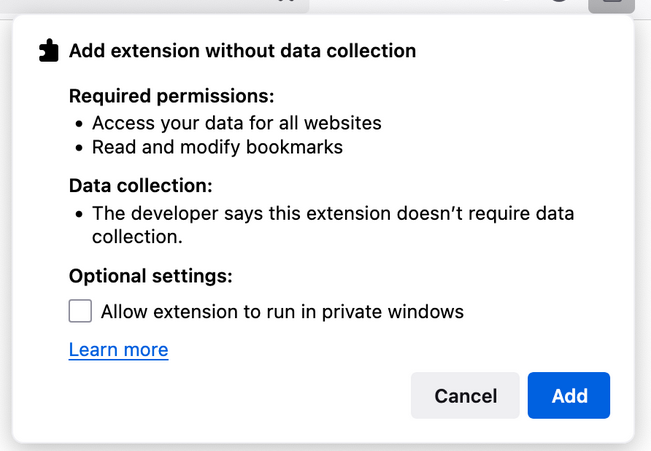 Add extension without data collection
Required permissions:
• Access your data for all websites
• Read and modify bookmarks
Data collection:
• The developer says this extension doesn’t require data
collection.
Optional settings:
Allow extension to run in private windows
Learn more
Cancel
Add